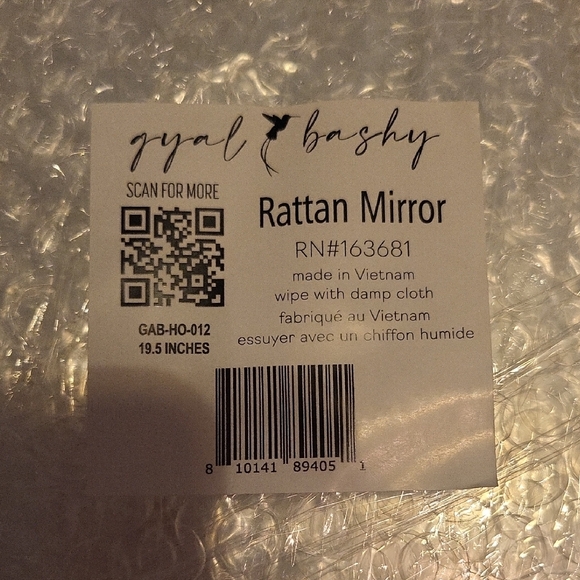 gyal bashy
SCAN FOR MORE
Rattan Mirror
RN#163681
made in Vietnam
wipe with damp cloth
fabriqué au Vietnam
essuyer avec un chiffon humide
GAB-HO-012
19.5 INCHES
8 10141 89405 1